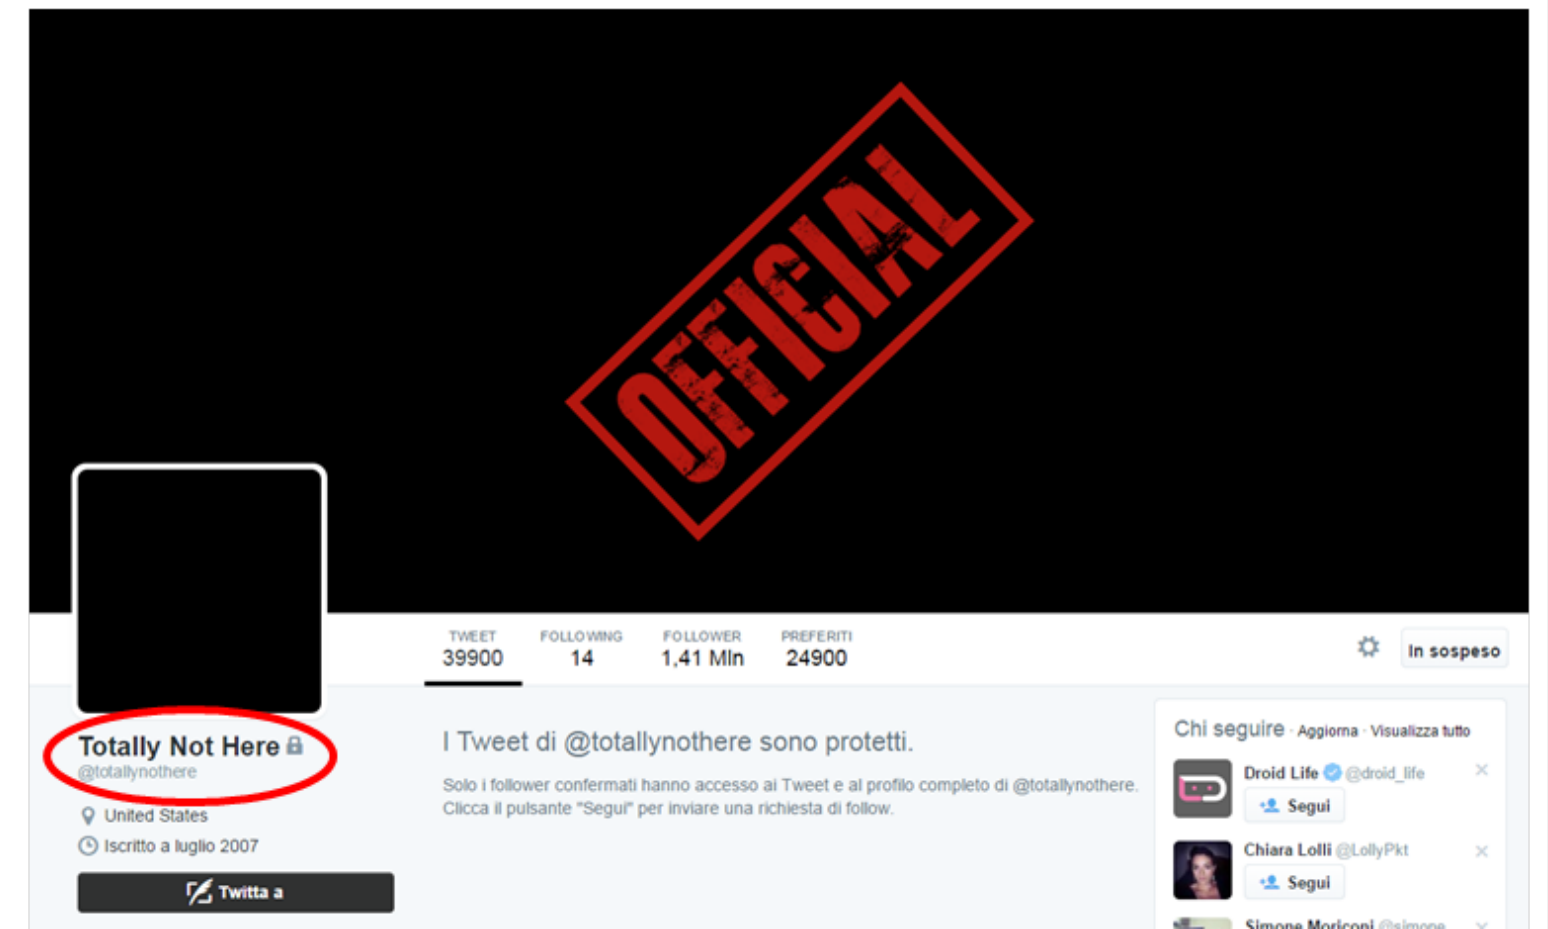 OFFICIAL
TWEET
39900
FOLLOWING
14
FOLLOWER
1,41 Mln
PREFERITI
24900
In sospeso
Totally Not Here
@totallynothere
United States
Iscritto a luglio 2007
Twitta a
I Tweet di @totallynothere sono protetti.
Solo i follower confermati hanno accesso ai Tweet e al profilo completo di @totallynothere.
Clicca il pulsante "Segui" per inviare una richiesta di follow.
Chi seguire · Aggiorna · Visualizza tutto
Droid Life @droid_life
Segui
Chiara Lolli @LollyPkt
Segui
Simone Moriconi @simone